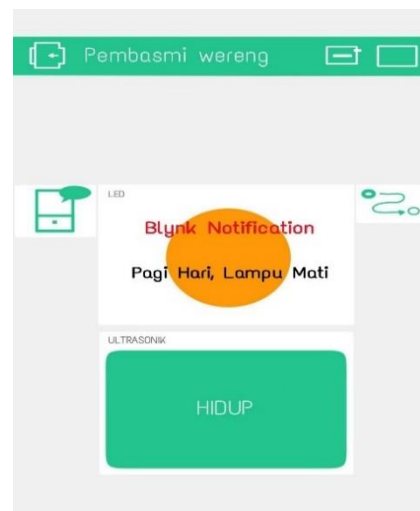 Pembasmi wereng
LED
Blynk Notification
Pagi Hari, Lampu Mati
ULTRASONIK
HIDUP